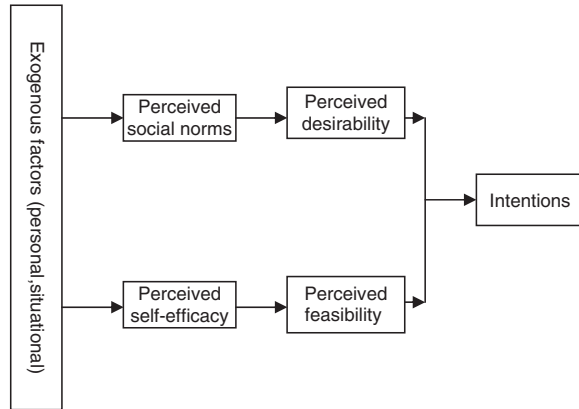 Exogenous factors (personal,situational)
Perceived
social norms
Perceived
desirability
Intentions
Perceived
self-efficacy
Perceived
feasibility